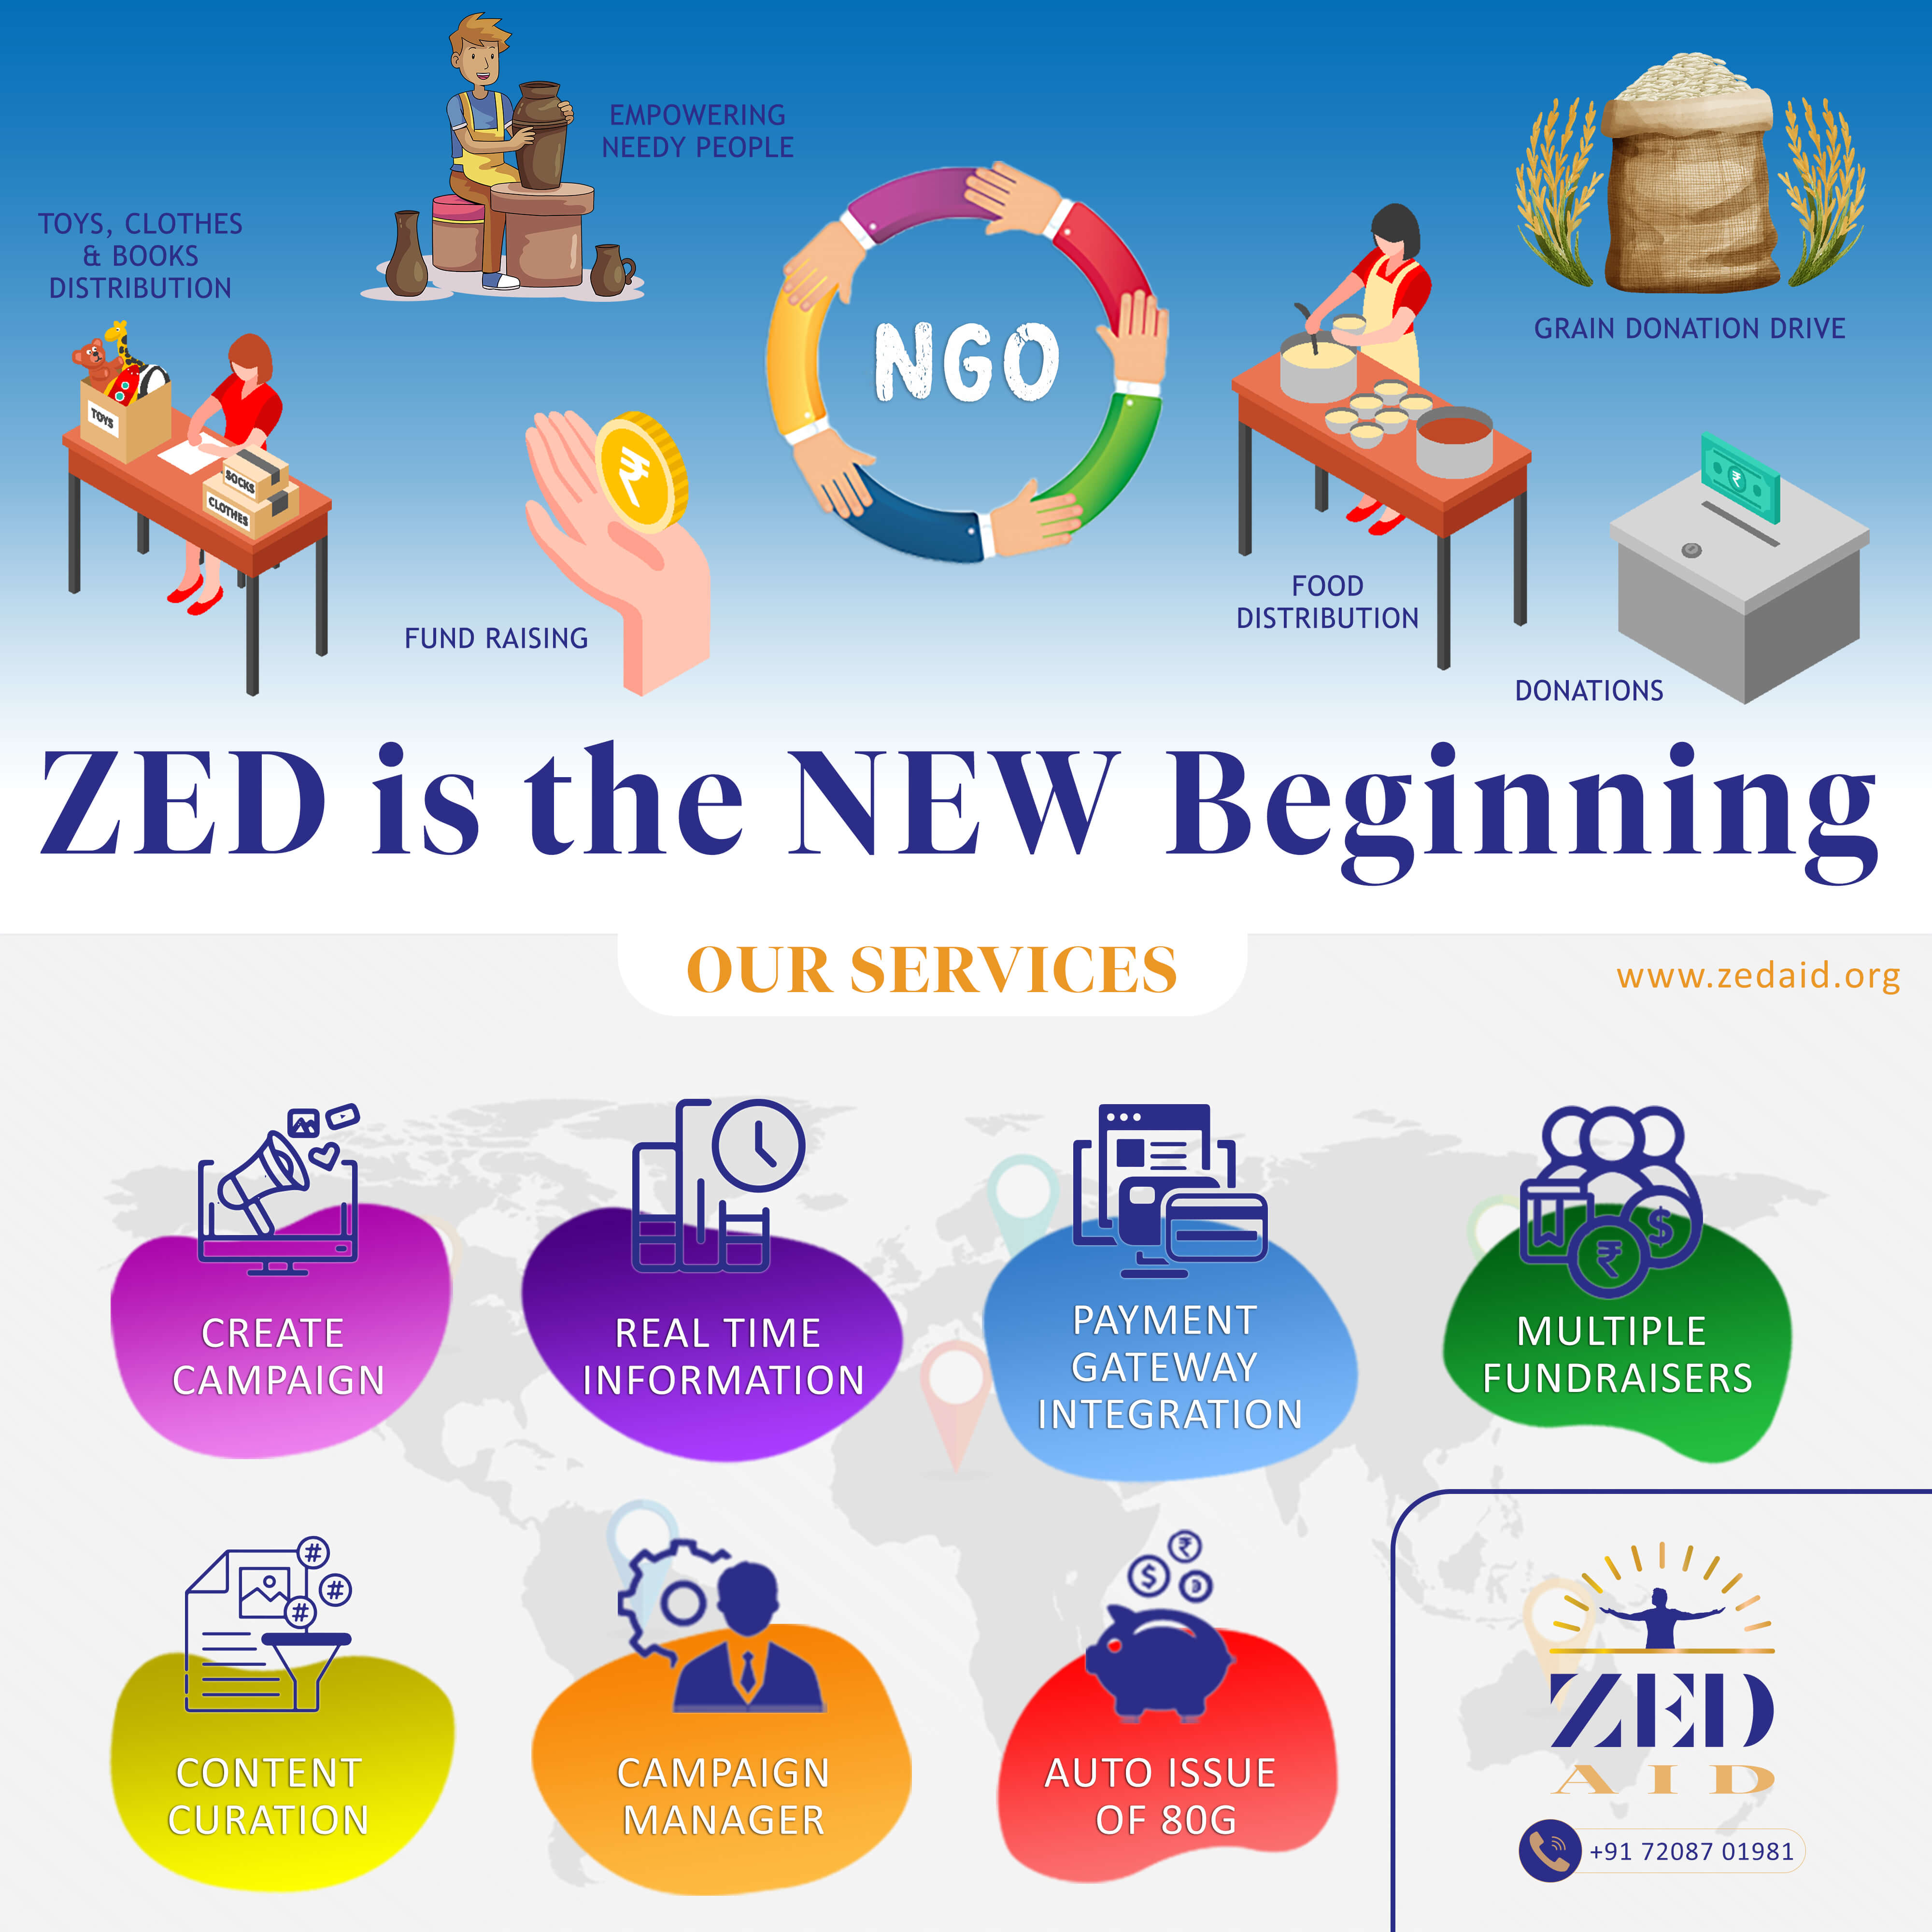 EMPOWERING
NEEDY PEOPLE
TOYS, CLOTHES
& BOOKS
DISTRIBUTION
TOYS
SOCKS
CLOTHES
FUND RAISING
₹
NGO
GRAIN DONATION DRIVE
FOOD
DISTRIBUTION
₹
DONATIONS
ZED is the NEW Beginning
OUR SERVICES
www.zedaid.org
CREATE
CAMPAIGN
REAL TIME
INFORMATION
PAYMENT
GATEWAY
INTEGRATION
$
₹
MULTIPLE
FUNDRAISERS
#
#
#
CONTENT
CURATION
CAMPAIGN
MANAGER
₹
$
AUTO ISSUE
OF 80G
ZED
AID
+91 72087 01981